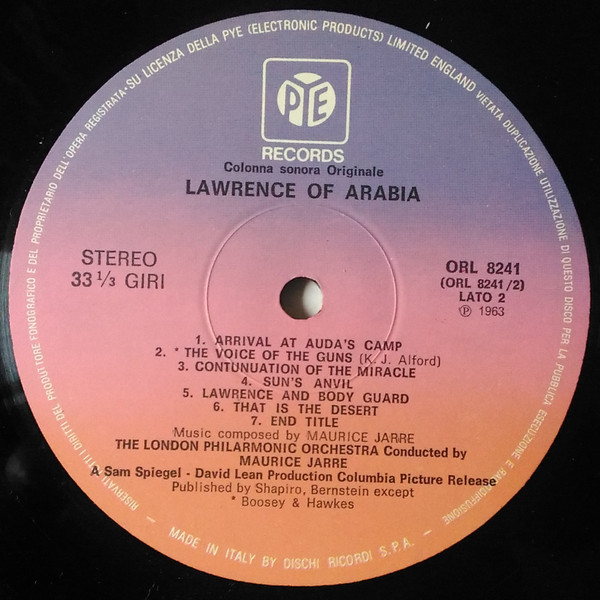 RISERVATI TUTTI I DIRITTI DEL PRODUTTORE FONOGRAFICO E DEL PROPRIETARIO DELL'OPERA REGISTRATA • SU LICENZA DELLA PYE (ELECTRONIC PRODUCTS) LIMITED ENGLAND VIETATA DUPLICAZIONE UTILIZZAZIONE DI QUESTO DISCO PER LA PUBBLICA ESECUZIONE E RADIODIFFUSIONE
PYE
RECORDS
Colonna sonora Originale
LAWRENCE OF ARABIA
STEREO
33 1/3 GIRI
ORL 8241
(ORL 8241/2)
LATO 2
Ⓟ 1963
1. ARRIVAL AT AUDA'S CAMP
2. * THE VOICE OF THE GUNS (K. J. Alford)
3. CONTUNUATION OF THE MIRACLE
4. SUN'S ANVIL
5. LAWRENCE AND BODY GUARD
6. THAT IS THE DESERT
7. END TITLE
Music composed by MAURICE JARRE
THE LONDON PHILARMONIC ORCHESTRA Conducted by
MAURICE JARRE
A Sam Spiegel - David Lean Production Columbia Picture Release
Published by Shapiro, Bernstein except
* Boosey & Hawkes
— MADE IN ITALY BY DISCHI RICORDI S.P.A. —